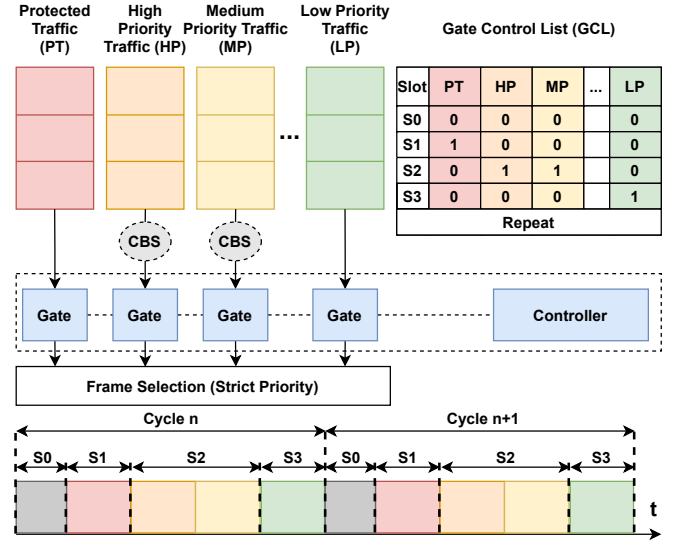 Protected
Traffic
(PT)
High
Priority
Traffic (HP)
Medium
Priority Traffic
(MP)
Low Priority
Traffic
(LP)
...
Gate Control List (GCL)
Slot PT HP MP ... LP
S0 0 0 0 0
S1 1 0 0 0
S2 0 1 1 0
S3 0 0 0 1
Repeat
CBS CBS
Gate Gate Gate Gate Controller
Frame Selection (Strict Priority)
Cycle n Cycle n+1
S0 S1 S2 S3 S0 S1 S2 S3
t